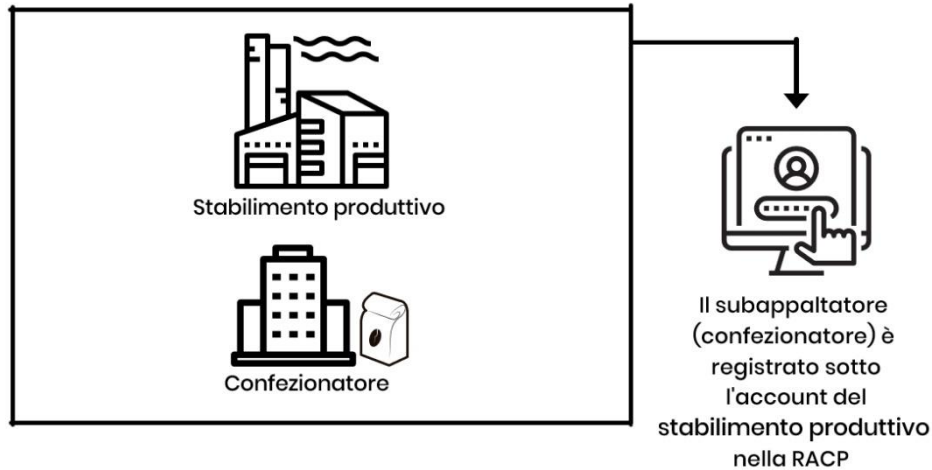 Stabilimento produttivo
Confezionatore
Il subappaltatore
(confezionatore) è
registrato sotto
l'account del
stabilimento produttivo
nella RACP